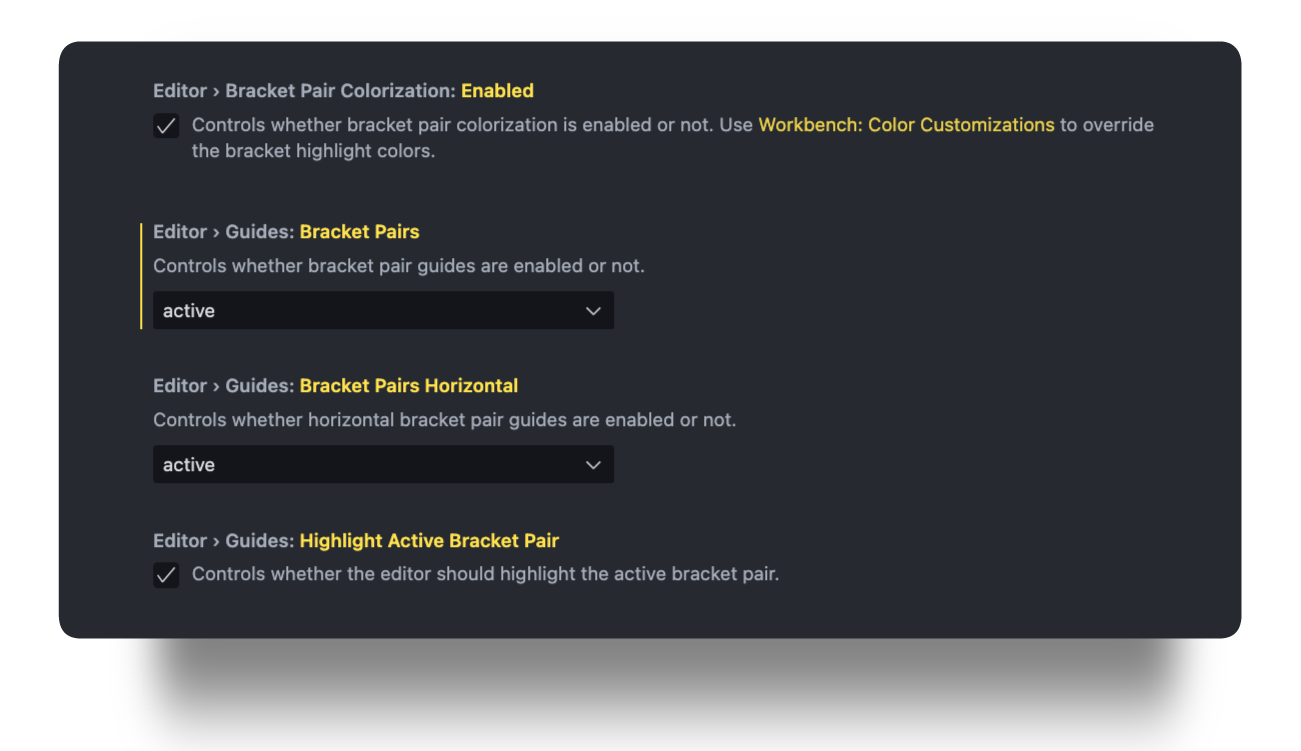 Editor › Bracket Pair Colorization: Enabled
Controls whether bracket pair colorization is enabled or not. Use Workbench: Color Customizations to override
the bracket highlight colors.
Editor › Guides: Bracket Pairs
Controls whether bracket pair guides are enabled or not.
active
Editor › Guides: Bracket Pairs Horizontal
Controls whether horizontal bracket pair guides are enabled or not.
active
Editor › Guides: Highlight Active Bracket Pair
Controls whether the editor should highlight the active bracket pair.